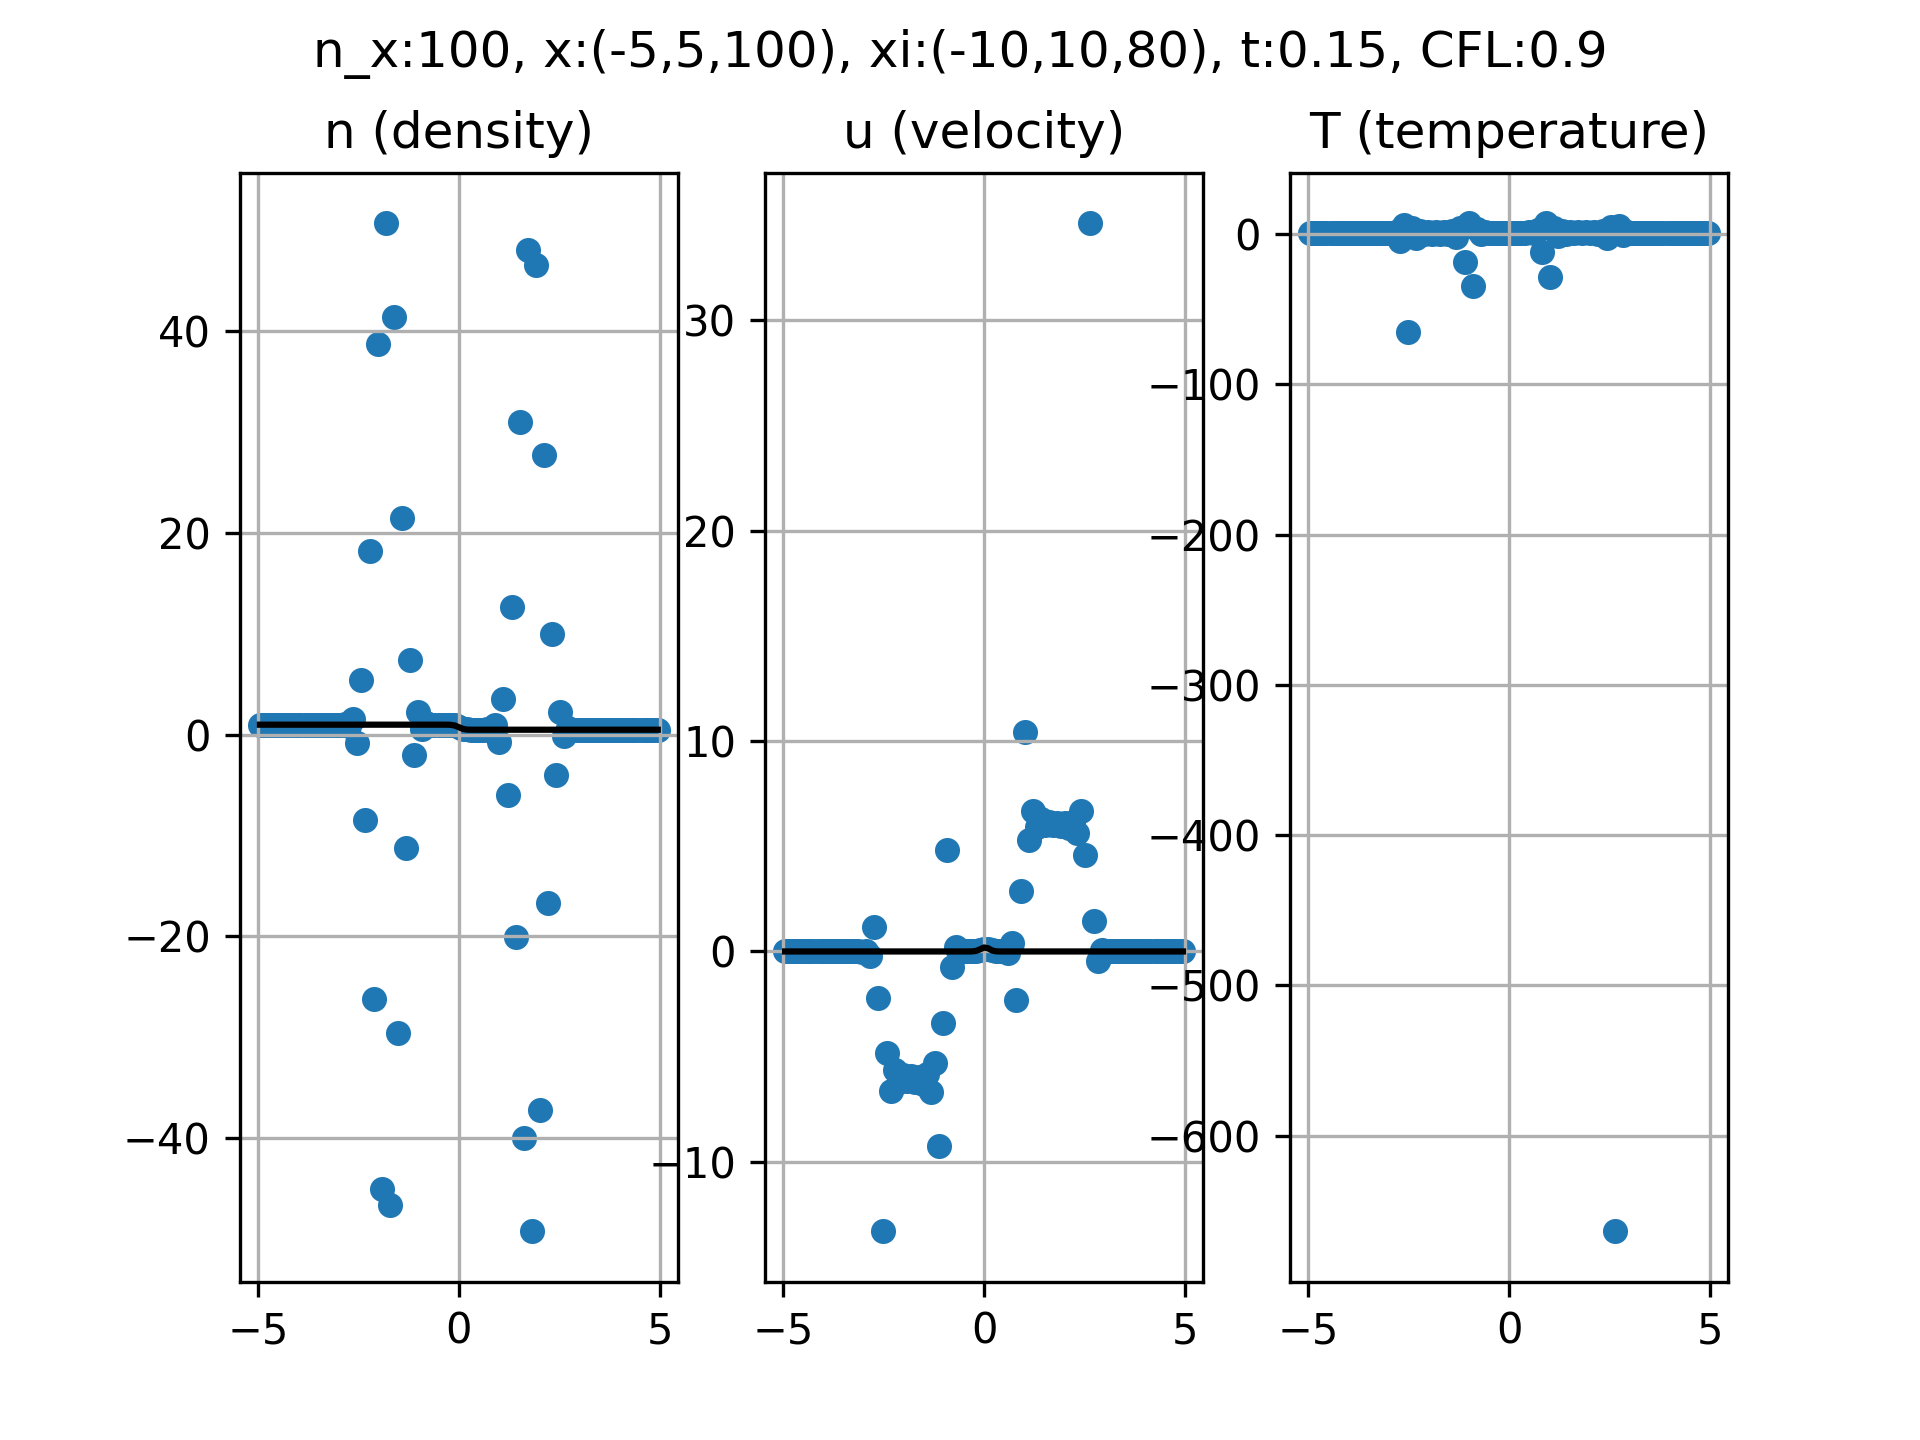 n_x:100, x:(-5,5,100), xi:(-10,10,80), t:0.15, CFL:0.9
n (density)
40
20
0
−20
−40
−5 0 5
u (velocity)
30
20
10
0
−10
−5 0 5
T (temperature)
0
−100
−200
−300
−400
−500
−600
−5 0 5